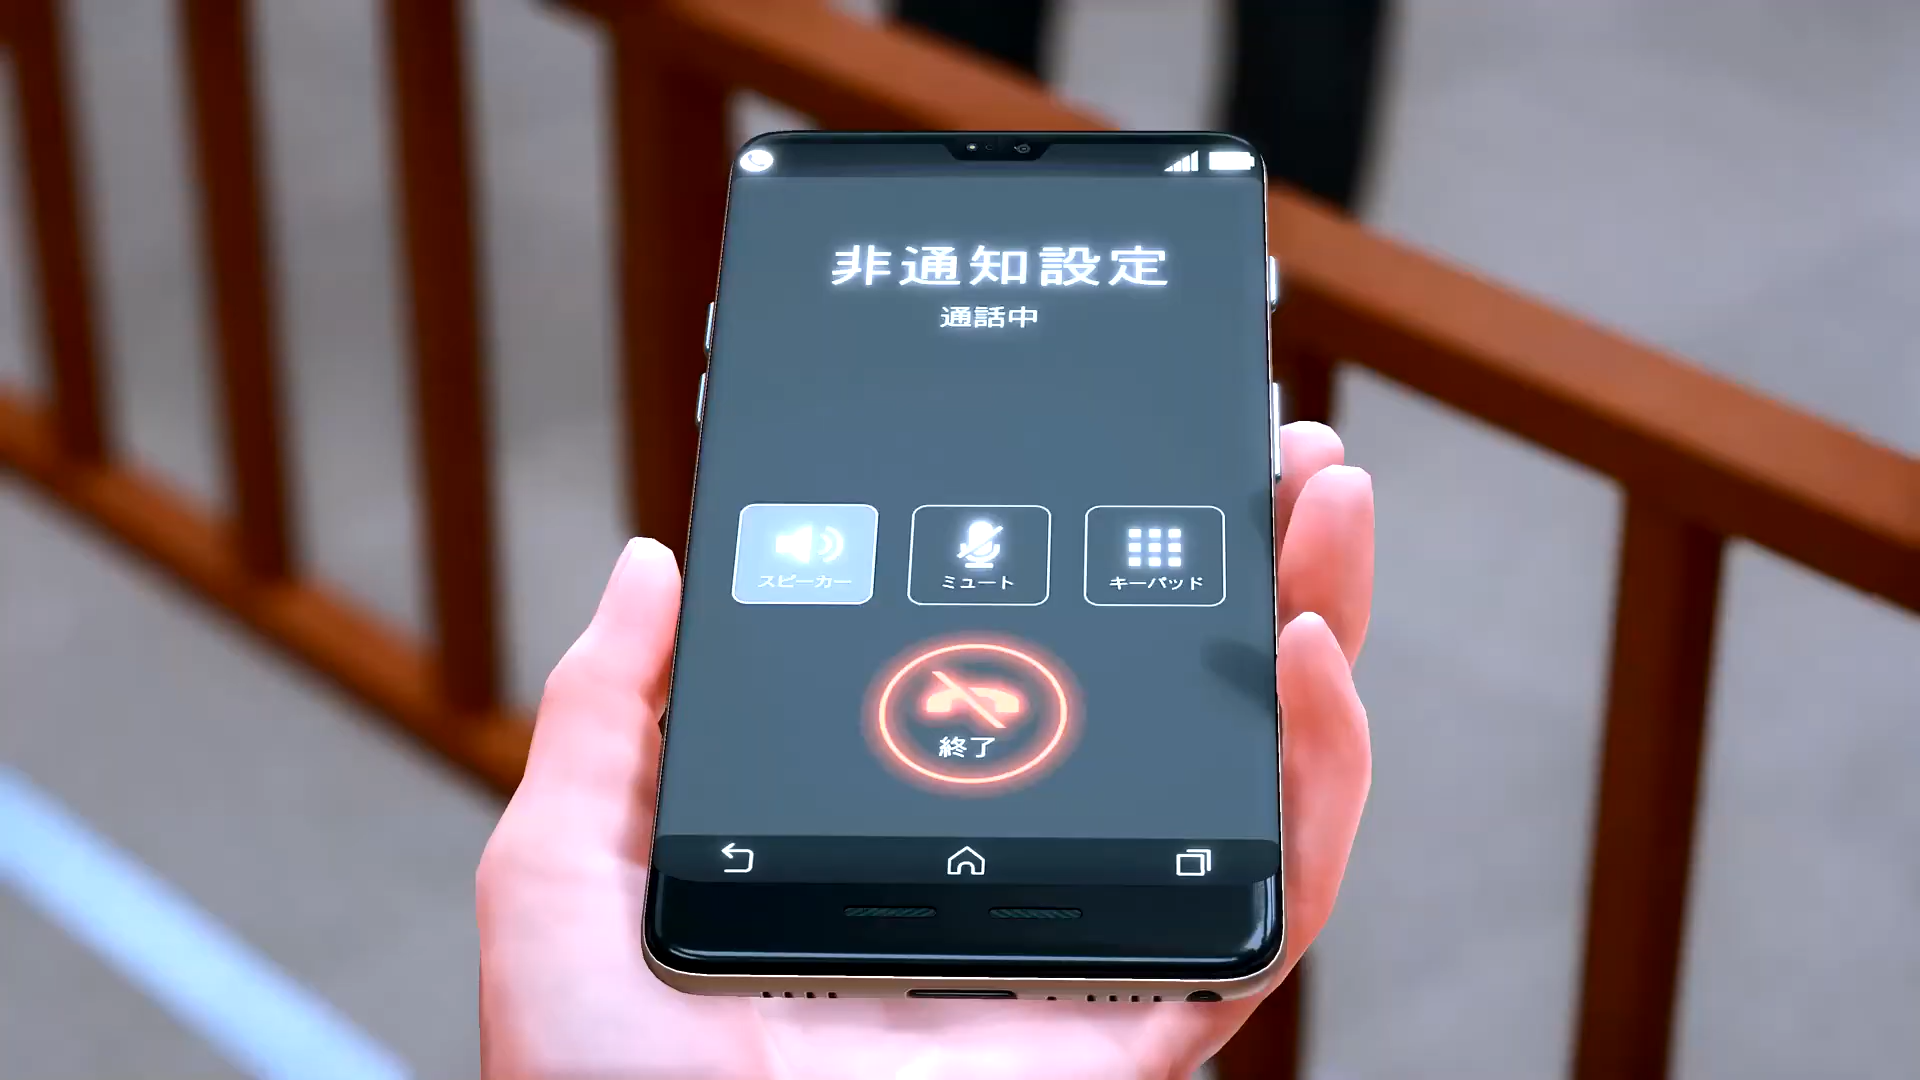 非通知設定
通話中
スピーカー
ミュート
キーパッド
終了